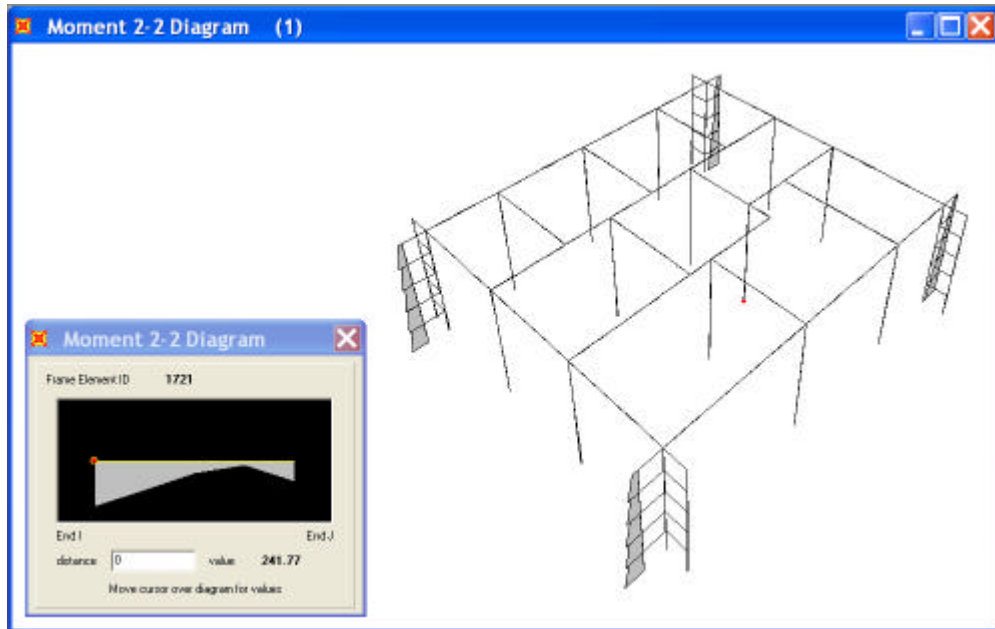 Moment 2-2 Diagram (1)
Moment 2-2 Diagram
Frame Element ID 1721
End I End J
distance 0 value 241.77
Move cursor over diagram for values